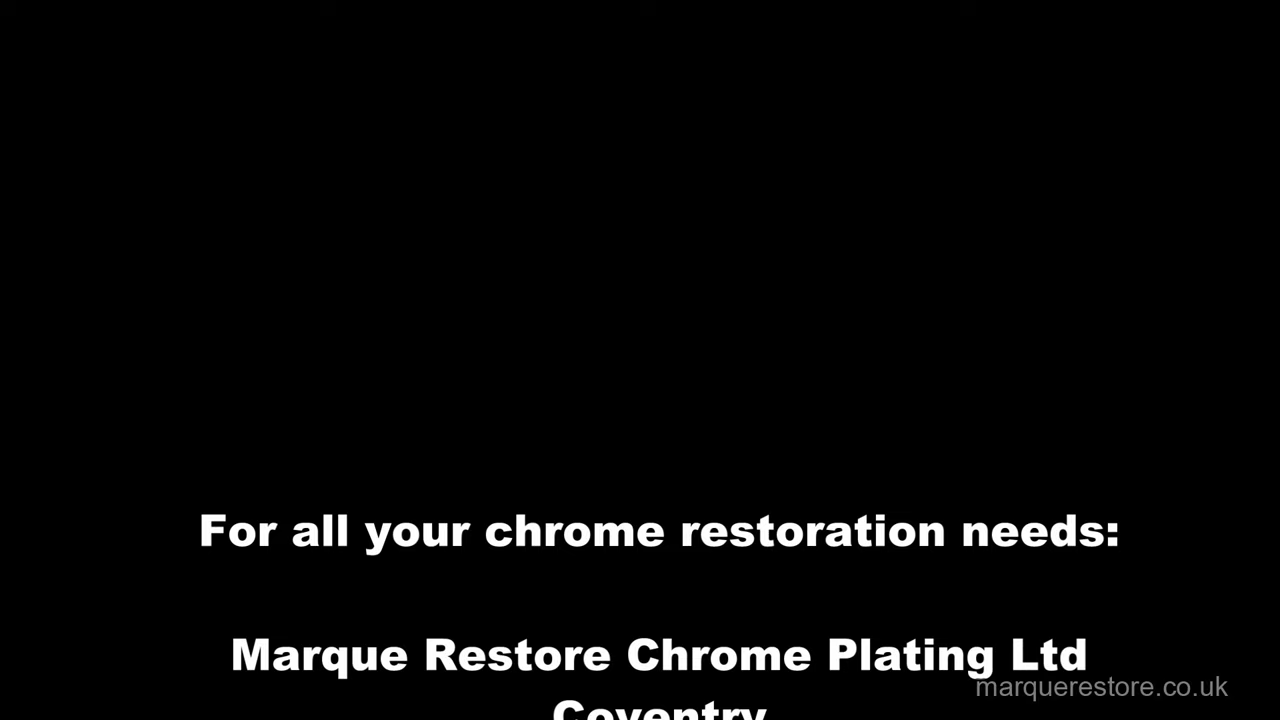 For all your chrome restoration needs:
Marque Restore Chrome Plating Ltd
marquerestore.co.uk
Coventry